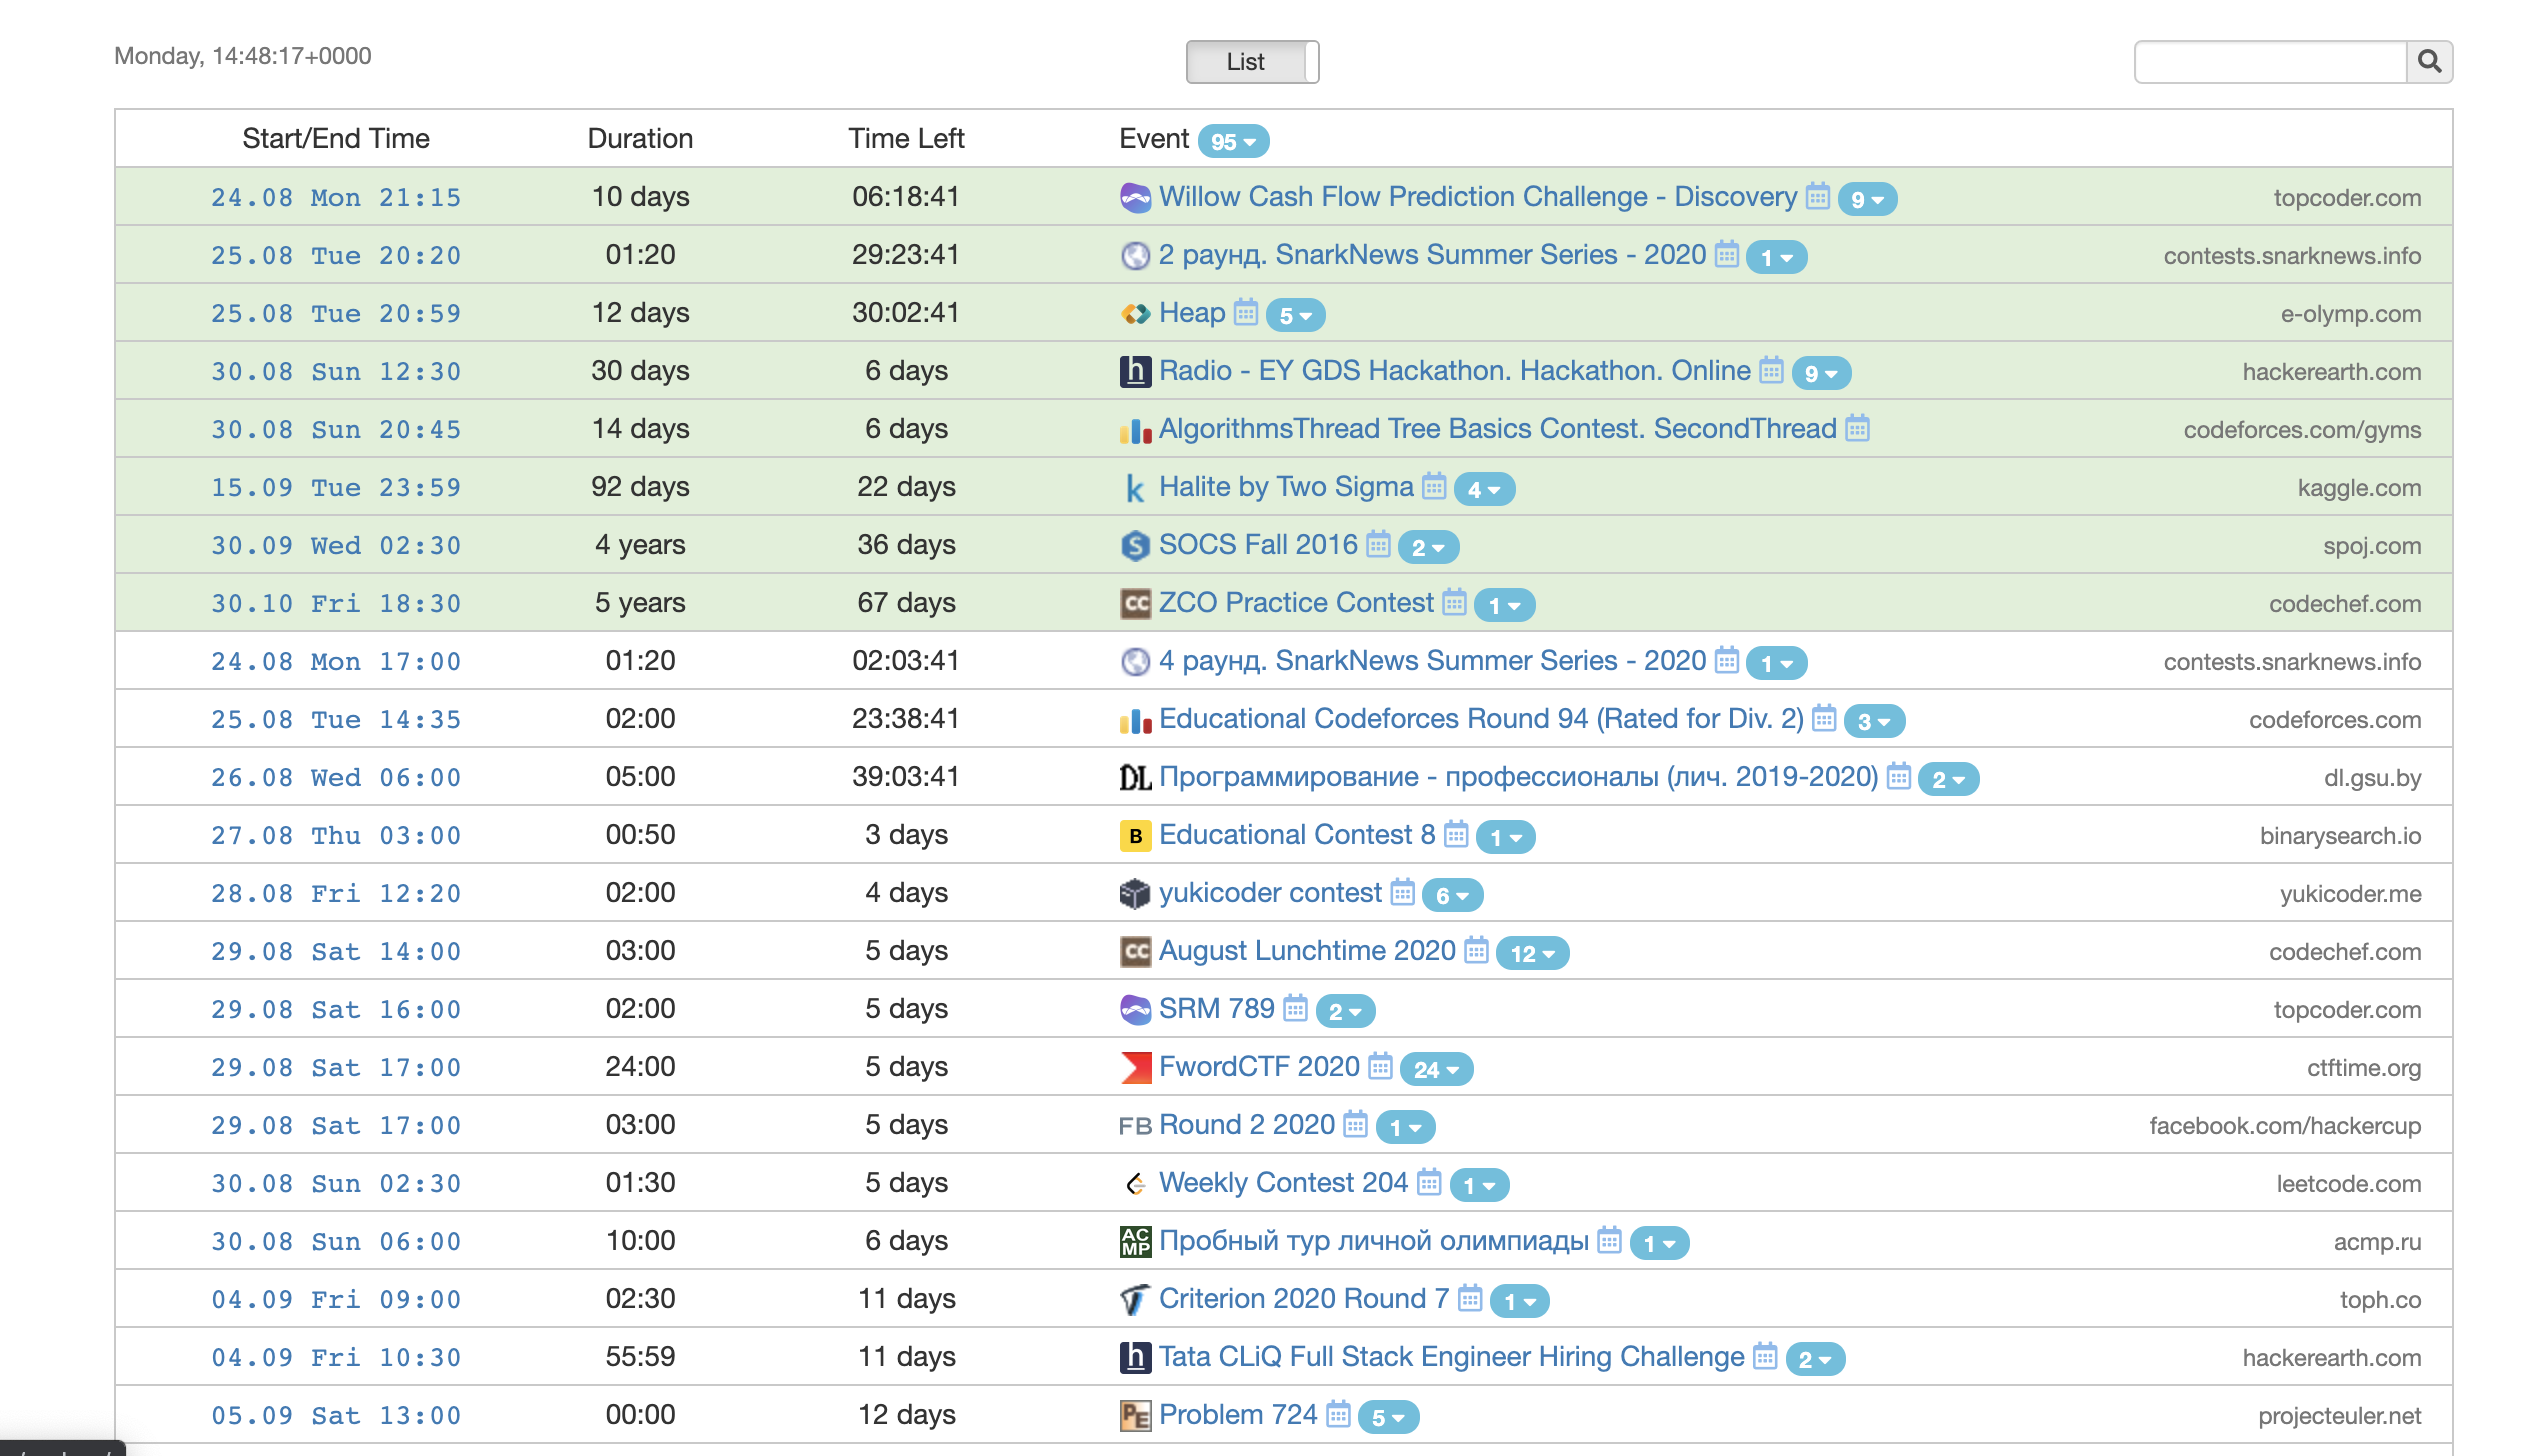 Monday, 14:48:17+0000 List
Start/End Time Duration Time Left Event 95
24.08 Mon 21:15 10 days 06:18:41 Willow Cash Flow Prediction Challenge - Discovery 9 topcoder.com
25.08 Tue 20:20 01:20 29:23:41 2 раунд. SnarkNews Summer Series - 2020 1 contests.snarknews.info
25.08 Tue 20:59 12 days 30:02:41 Heap 5 e-olymp.com
30.08 Sun 12:30 30 days 6 days h Radio - EY GDS Hackathon. Hackathon. Online 9 hackerearth.com
30.08 Sun 20:45 14 days 6 days AlgorithmsThread Tree Basics Contest. SecondThread codeforces.com/gyms
15.09 Tue 23:59 92 days 22 days k Halite by Two Sigma 4 kaggle.com
30.09 Wed 02:30 4 years 36 days S SOCS Fall 2016 2 spoj.com
30.10 Fri 18:30 5 years 67 days CC ZCO Practice Contest 1 codechef.com
24.08 Mon 17:00 01:20 02:03:41 4 раунд. SnarkNews Summer Series - 2020 1 contests.snarknews.info
25.08 Tue 14:35 02:00 23:38:41 Educational Codeforces Round 94 (Rated for Div. 2) 3 codeforces.com
26.08 Wed 06:00 05:00 39:03:41 DL Программирование - профессионалы (лич. 2019-2020) 2 dl.gsu.by
27.08 Thu 03:00 00:50 3 days B Educational Contest 8 1 binarysearch.io
28.08 Fri 12:20 02:00 4 days yukicoder contest 6 yukicoder.me
29.08 Sat 14:00 03:00 5 days CC August Lunchtime 2020 12 codechef.com
29.08 Sat 16:00 02:00 5 days SRM 789 2 topcoder.com
29.08 Sat 17:00 24:00 5 days FwordCTF 2020 24 ctftime.org
29.08 Sat 17:00 03:00 5 days FB Round 2 2020 1 facebook.com/hackercup
30.08 Sun 02:30 01:30 5 days Weekly Contest 204 1 leetcode.com
30.08 Sun 06:00 10:00 6 days ACMP Пробный тур личной олимпиады 1 acmp.ru
04.09 Fri 09:00 02:30 11 days Criterion 2020 Round 7 1 toph.co
04.09 Fri 10:30 55:59 11 days h Tata CLiQ Full Stack Engineer Hiring Challenge 2 hackerearth.com
05.09 Sat 13:00 00:00 12 days PE Problem 724 5 projecteuler.net